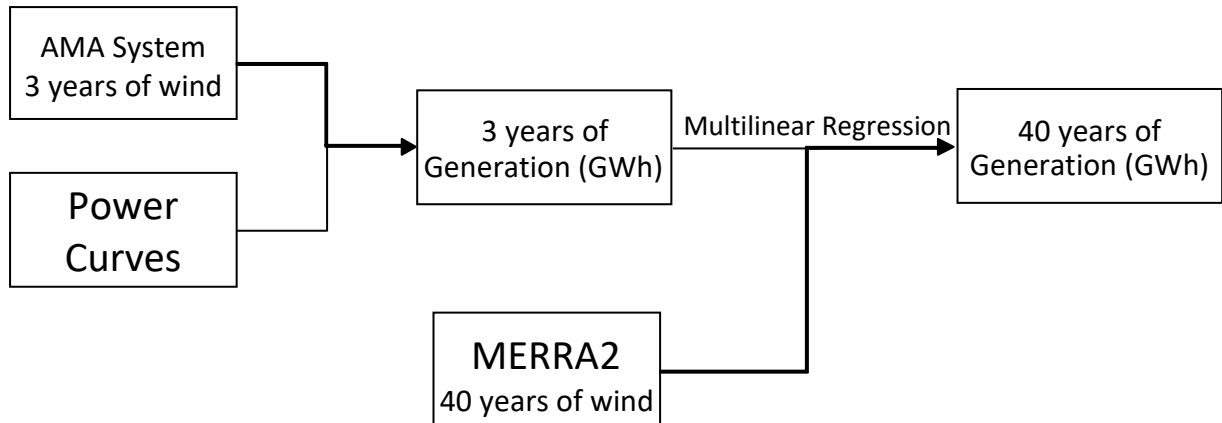 AMA System
3 years of wind
Power
Curves
3 years of
Generation (GWh)
Multilinear Regression
40 years of
Generation (GWh)
MERRA2
40 years of wind